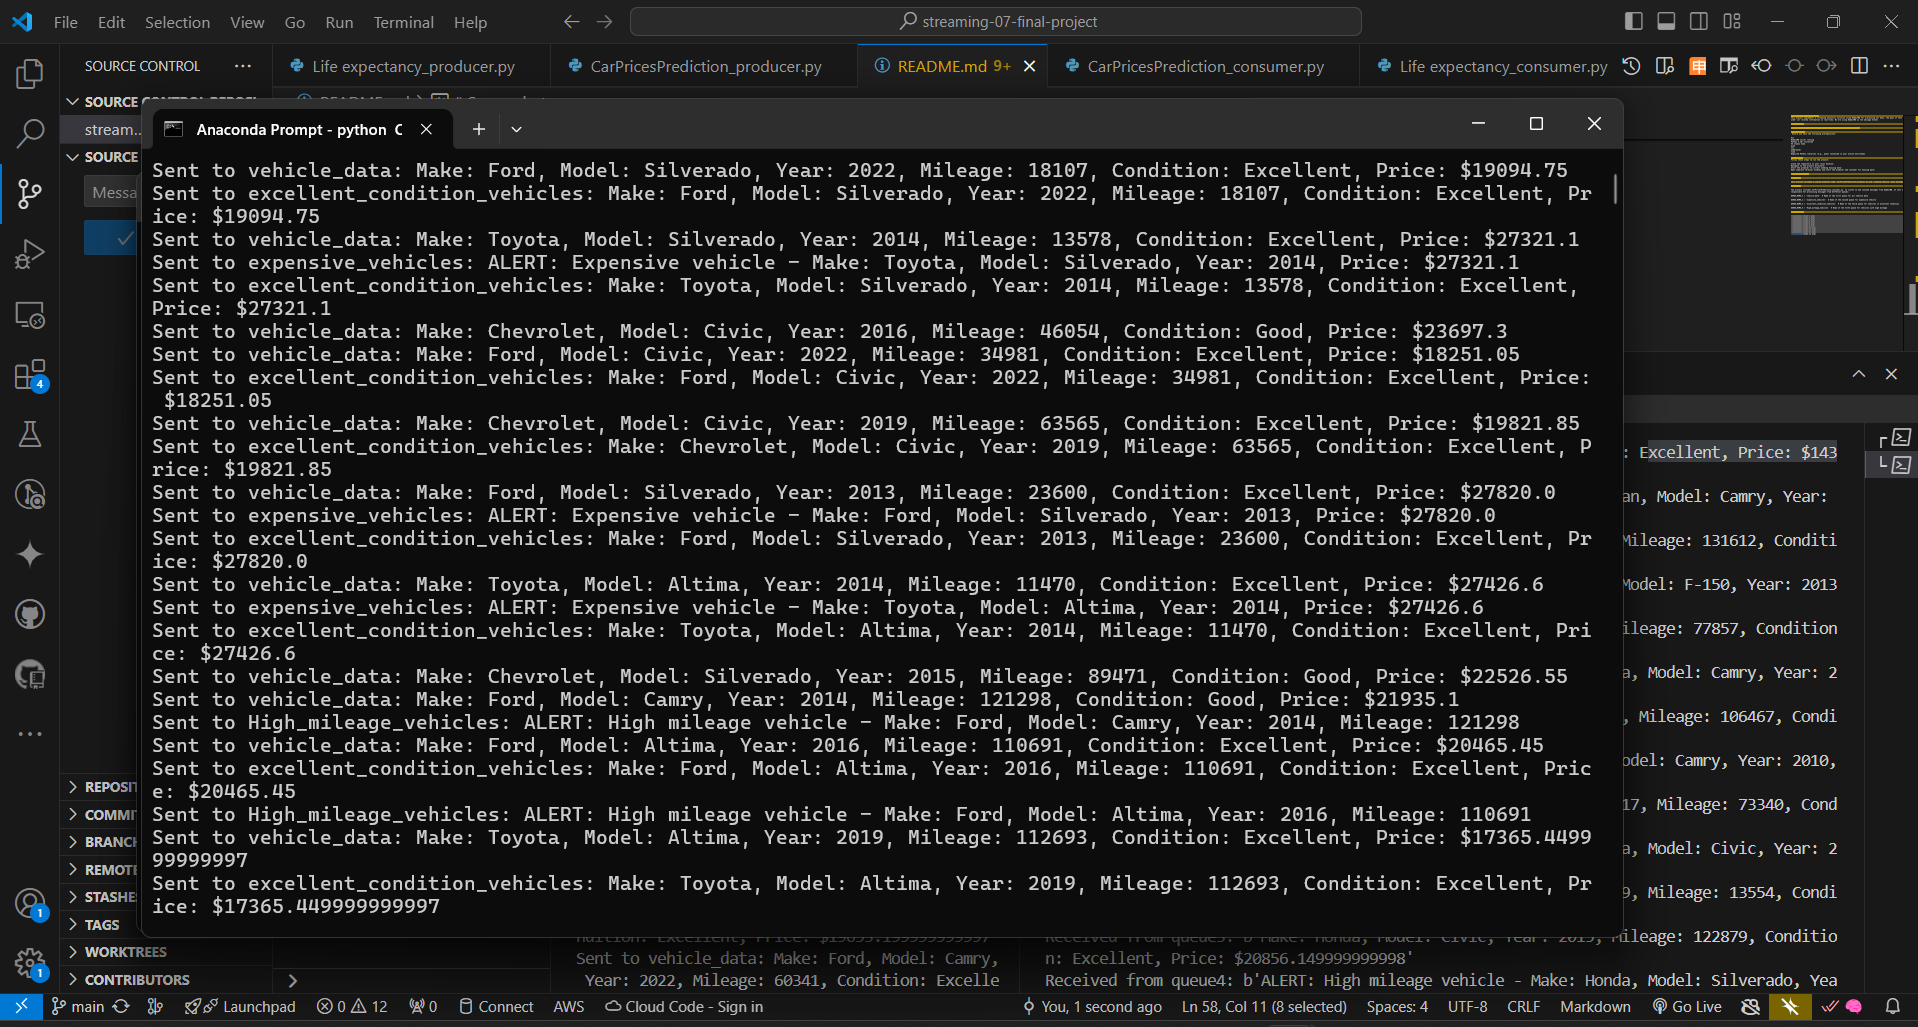 File Edit Selection View Go Run Terminal Help
streaming-07-final-project
SOURCE CONTROL
Life expectancy_producer.py
CarPricesPrediction_producer.py
README.md 9+
CarPricesPrediction_consumer.py
Life expectancy_consumer.py
SOURCE
stream...
SOURCE
Messa
Anaconda Prompt - python C
Sent to vehicle_data: Make: Ford, Model: Silverado, Year: 2022, Mileage: 18107, Condition: Excellent, Price: $19094.75
Sent to excellent_condition_vehicles: Make: Ford, Model: Silverado, Year: 2022, Mileage: 18107, Condition: Excellent, Pr
ice: $19094.75
Sent to vehicle_data: Make: Toyota, Model: Silverado, Year: 2014, Mileage: 13578, Condition: Excellent, Price: $27321.1
Sent to expensive_vehicles: ALERT: Expensive vehicle - Make: Toyota, Model: Silverado, Year: 2014, Price: $27321.1
Sent to excellent_condition_vehicles: Make: Toyota, Model: Silverado, Year: 2014, Mileage: 13578, Condition: Excellent,
Price: $27321.1
Sent to vehicle_data: Make: Chevrolet, Model: Civic, Year: 2016, Mileage: 46054, Condition: Good, Price: $23697.3
Sent to vehicle_data: Make: Ford, Model: Civic, Year: 2022, Mileage: 34981, Condition: Excellent, Price: $18251.05
Sent to excellent_condition_vehicles: Make: Ford, Model: Civic, Year: 2022, Mileage: 34981, Condition: Excellent, Price:
$18251.05
Sent to vehicle_data: Make: Chevrolet, Model: Civic, Year: 2019, Mileage: 63565, Condition: Excellent, Price: $19821.85
Sent to excellent_condition_vehicles: Make: Chevrolet, Model: Civic, Year: 2019, Mileage: 63565, Condition: Excellent, P
rice: $19821.85
Sent to vehicle_data: Make: Ford, Model: Silverado, Year: 2013, Mileage: 23600, Condition: Excellent, Price: $27820.0
Sent to expensive_vehicles: ALERT: Expensive vehicle - Make: Ford, Model: Silverado, Year: 2013, Price: $27820.0
Sent to excellent_condition_vehicles: Make: Ford, Model: Silverado, Year: 2013, Mileage: 23600, Condition: Excellent, Pr
ice: $27820.0
Sent to vehicle_data: Make: Toyota, Model: Altima, Year: 2014, Mileage: 11470, Condition: Excellent, Price: $27426.6
Sent to expensive_vehicles: ALERT: Expensive vehicle - Make: Toyota, Model: Altima, Year: 2014, Price: $27426.6
Sent to excellent_condition_vehicles: Make: Toyota, Model: Altima, Year: 2014, Mileage: 11470, Condition: Excellent, Pri
ce: $27426.6
Sent to vehicle_data: Make: Chevrolet, Model: Silverado, Year: 2015, Mileage: 89471, Condition: Good, Price: $22526.55
Sent to vehicle_data: Make: Ford, Model: Camry, Year: 2014, Mileage: 121298, Condition: Good, Price: $21935.1
Sent to High_mileage_vehicles: ALERT: High mileage vehicle - Make: Ford, Model: Camry, Year: 2014, Mileage: 121298
Sent to vehicle_data: Make: Ford, Model: Altima, Year: 2016, Mileage: 110691, Condition: Excellent, Price: $20465.45
Sent to excellent_condition_vehicles: Make: Ford, Model: Altima, Year: 2016, Mileage: 110691, Condition: Excellent, Pric
e: $20465.45
Sent to High_mileage_vehicles: ALERT: High mileage vehicle - Make: Ford, Model: Altima, Year: 2016, Mileage: 110691
Sent to vehicle_data: Make: Toyota, Model: Altima, Year: 2019, Mileage: 112693, Condition: Excellent, Price: $17365.4499
99999997
Sent to excellent_condition_vehicles: Make: Toyota, Model: Altima, Year: 2019, Mileage: 112693, Condition: Excellent, Pr
ice: $17365.449999999997
: Excellent, Price: $143
an, Model: Camry, Year:
Mileage: 131612, Conditi
Model: F-150, Year: 2013
ileage: 77857, Condition
a, Model: Camry, Year: 2
, Mileage: 106467, Condi
odel: Camry, Year: 2010,
17, Mileage: 73340, Cond
a, Model: Civic, Year: 2
9, Mileage: 13554, Condi
Mileage: 122879, Conditio
4
REPOSIT
COMMIT
BRANCH
REMOTE
STASHE
TAGS
WORKTREES
CONTRIBUTORS
1
1
Sent to vehicle_data: Make: Ford, Model: Camry,
Year: 2022, Mileage: 60341, Condition: Excelle
n: Excellent, Price: $20856.149999999998'
Received from queue4: b'ALERT: High mileage vehicle - Make: Honda, Model: Silverado, Yea
main Launchpad 0 12 0 Connect AWS Cloud Code - Sign in You, 1 second ago Ln 58, Col 11 (8 selected) Spaces: 4 UTF-8 CRLF Markdown Go Live